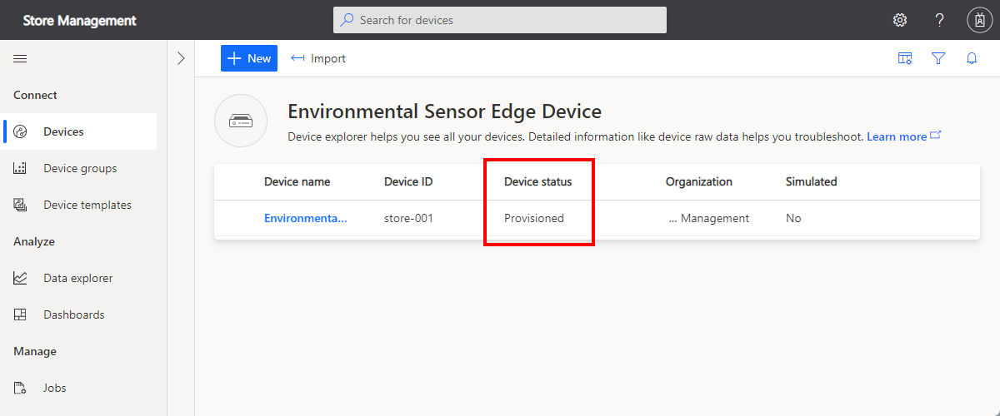 Store Management
Search for devices
?
New
Import
Connect
Devices
Device groups
Device templates
Analyze
Data explorer
Dashboards
Manage
Jobs
Environmental Sensor Edge Device
Device explorer helps you see all your devices. Detailed information like device raw data helps you troubleshoot. Learn more
Device name Device ID Device status Organization Simulated
Environmenta... store-001 Provisioned ... Management No